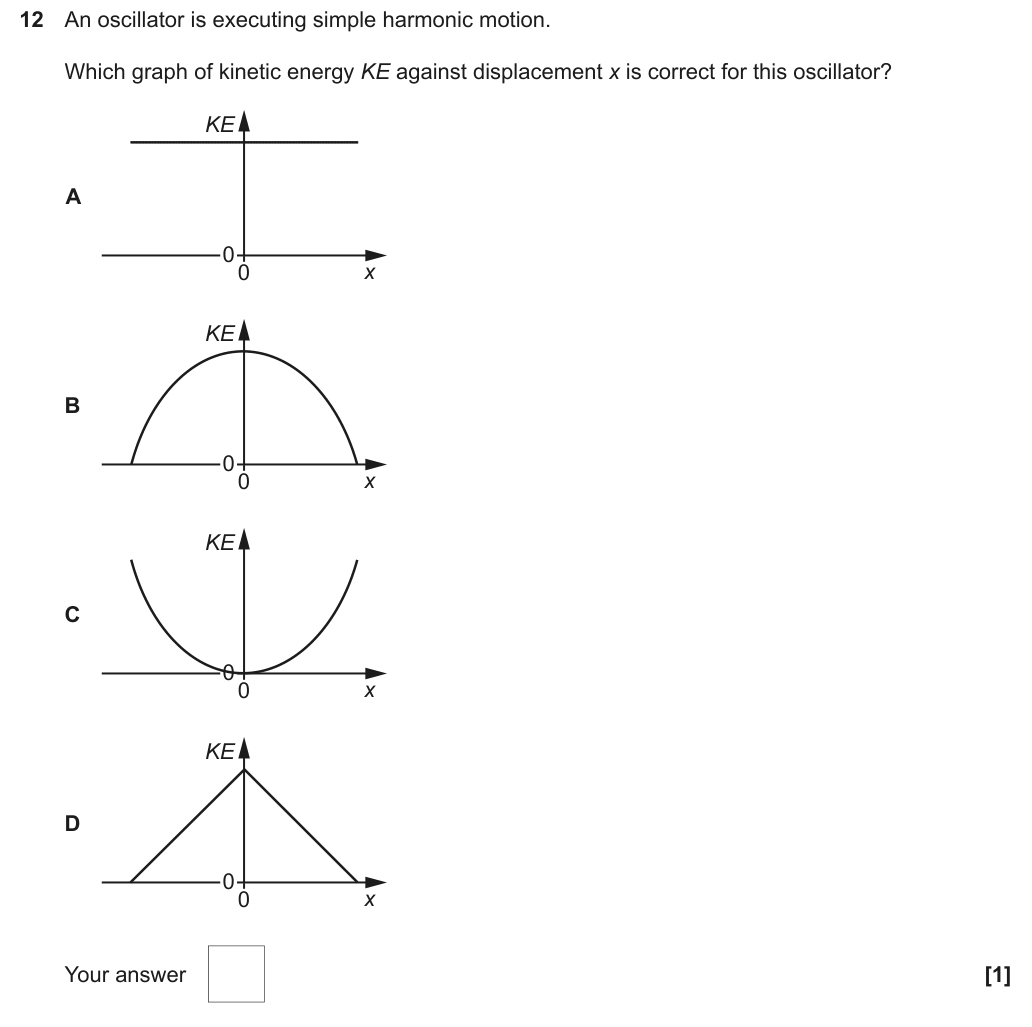 12 An oscillator is executing simple harmonic motion.
Which graph of kinetic energy KE against displacement x is correct for this oscillator?
KE
A
0
0
x
KE
B
0
0
x
KE
C
0
0
x
KE
D
0
0
x
Your answer
[1]